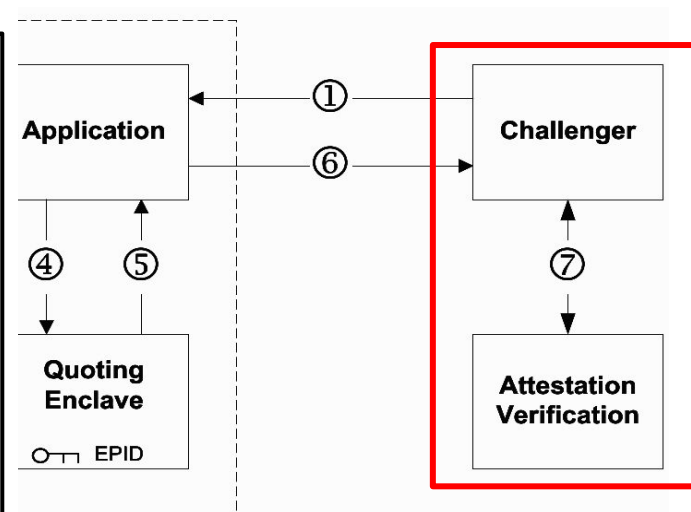 ①
Application
Challenger
⑥
④
⑤
⑦
Quoting
Enclave
EPID
Attestation
Verification